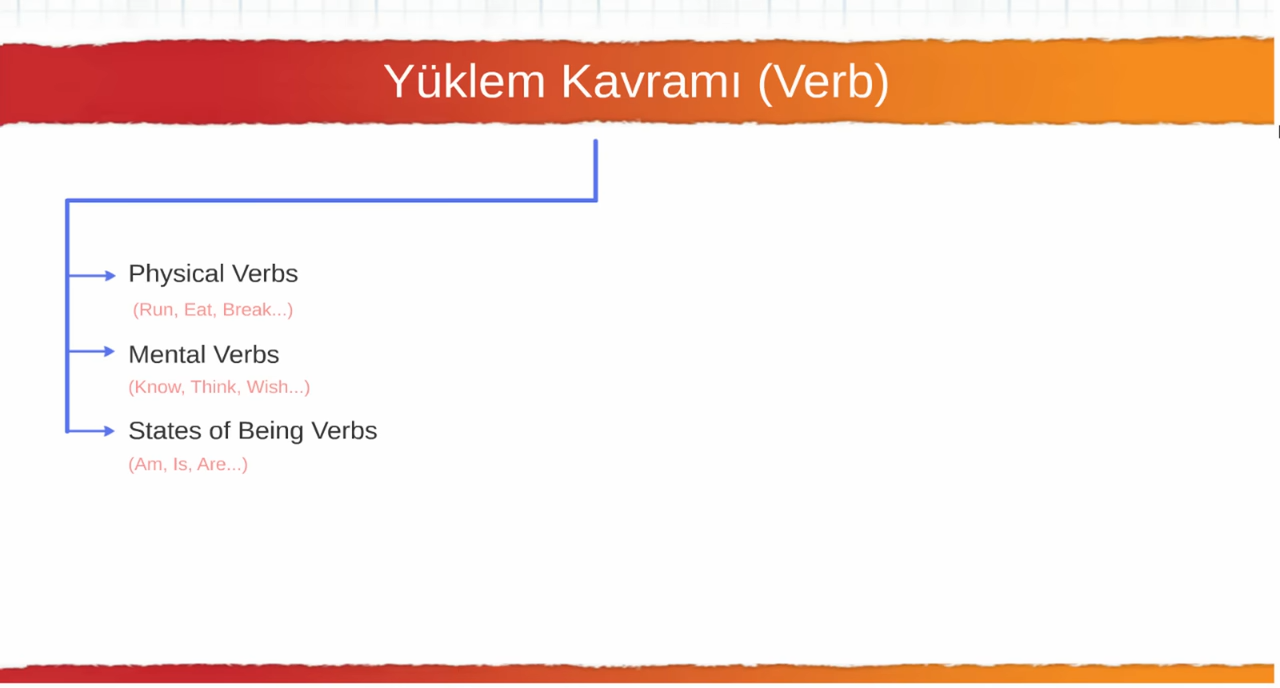 Yüklem Kavramı (Verb)
Physical Verbs
(Run, Eat, Break...)
Mental Verbs
(Know, Think, Wish...)
States of Being Verbs
(Am, Is, Are...)